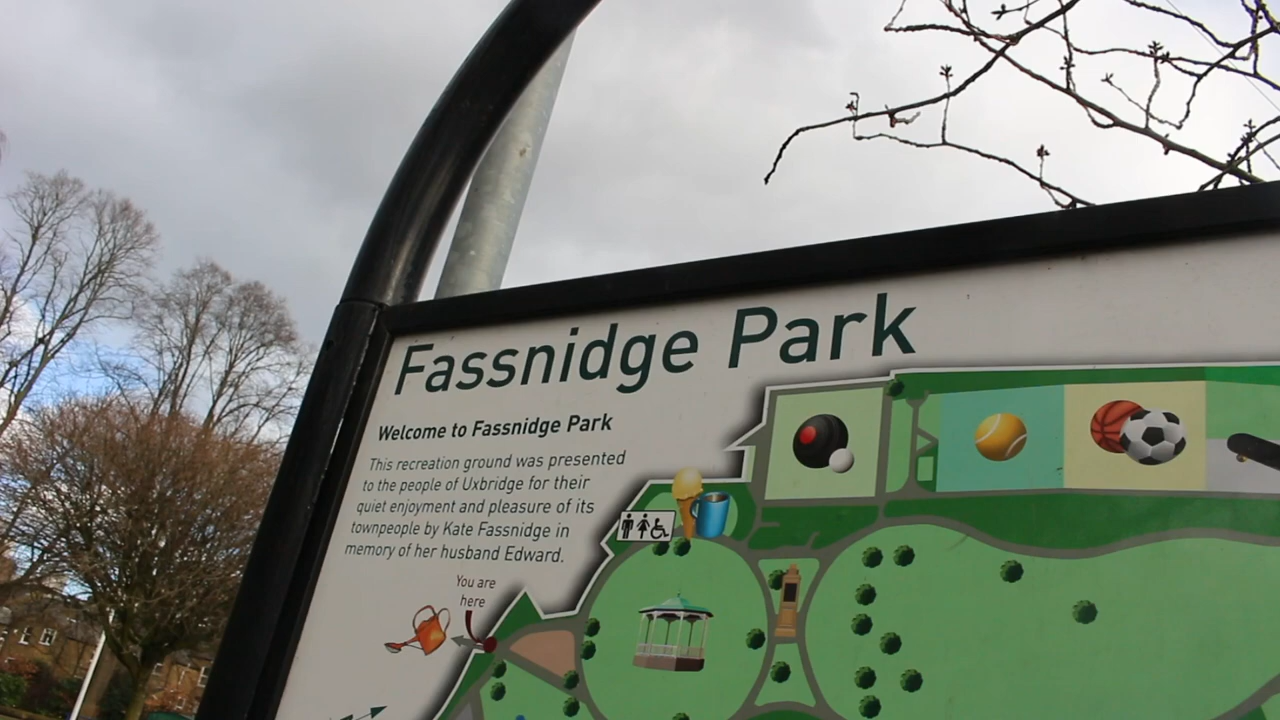 Fassnidge Park
Welcome to Fassnidge Park
This recreation ground was presented
to the people of Uxbridge for their
quiet enjoyment and pleasure of its
townpeople by Kate Fassnidge in
memory of her husband Edward.
You are
here